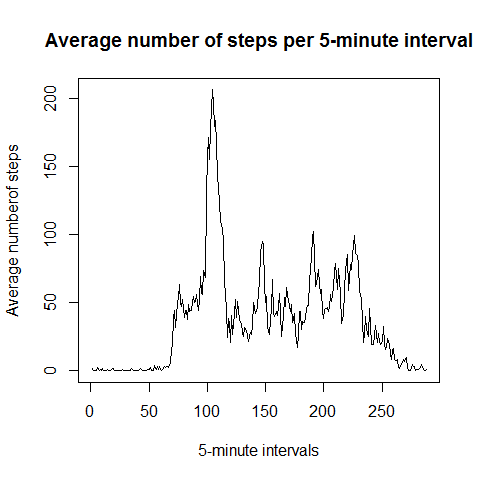 Average number of steps per 5-minute interval
Average numberof steps
200
150
100
50
0
0 50 100 150 200 250
5-minute intervals